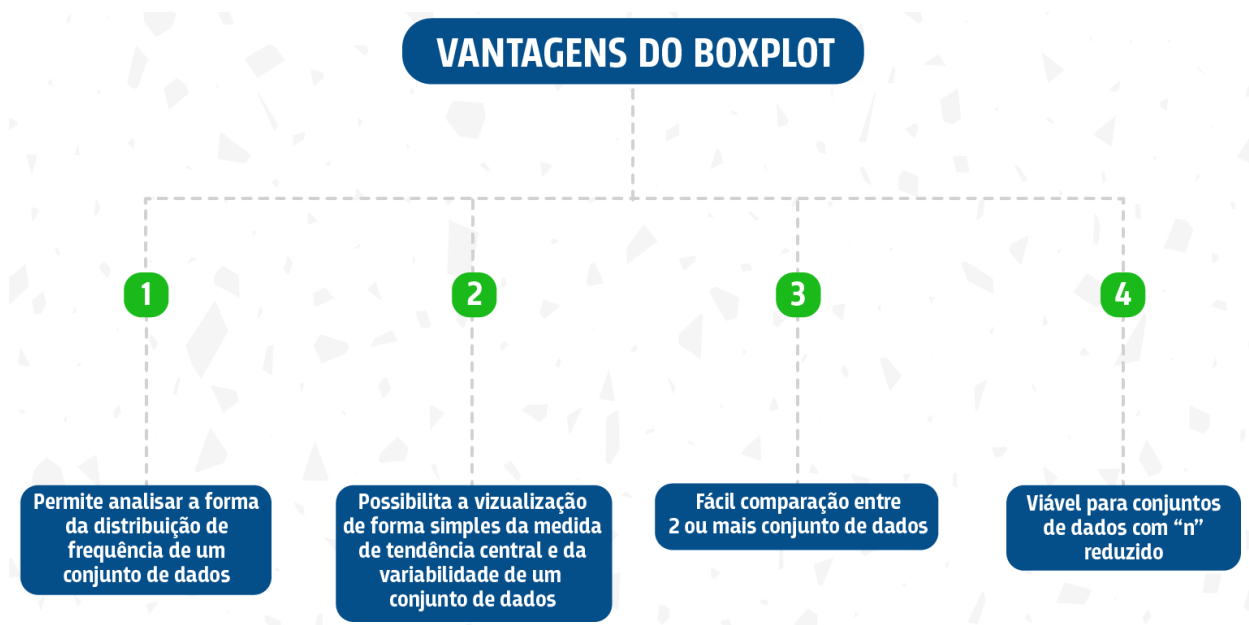 VANTAGENS DO BOXPLOT
1
2
3
4
Permite analisar a forma
da distribuição de
frequência de um
conjunto de dados
Possibilita a vizualização
de forma simples da medida
de tendência central e da
variabilidade de um
conjunto de dados
Fácil comparação entre
2 ou mais conjunto de dados
Viável para conjuntos
de dados com “n”
reduzido